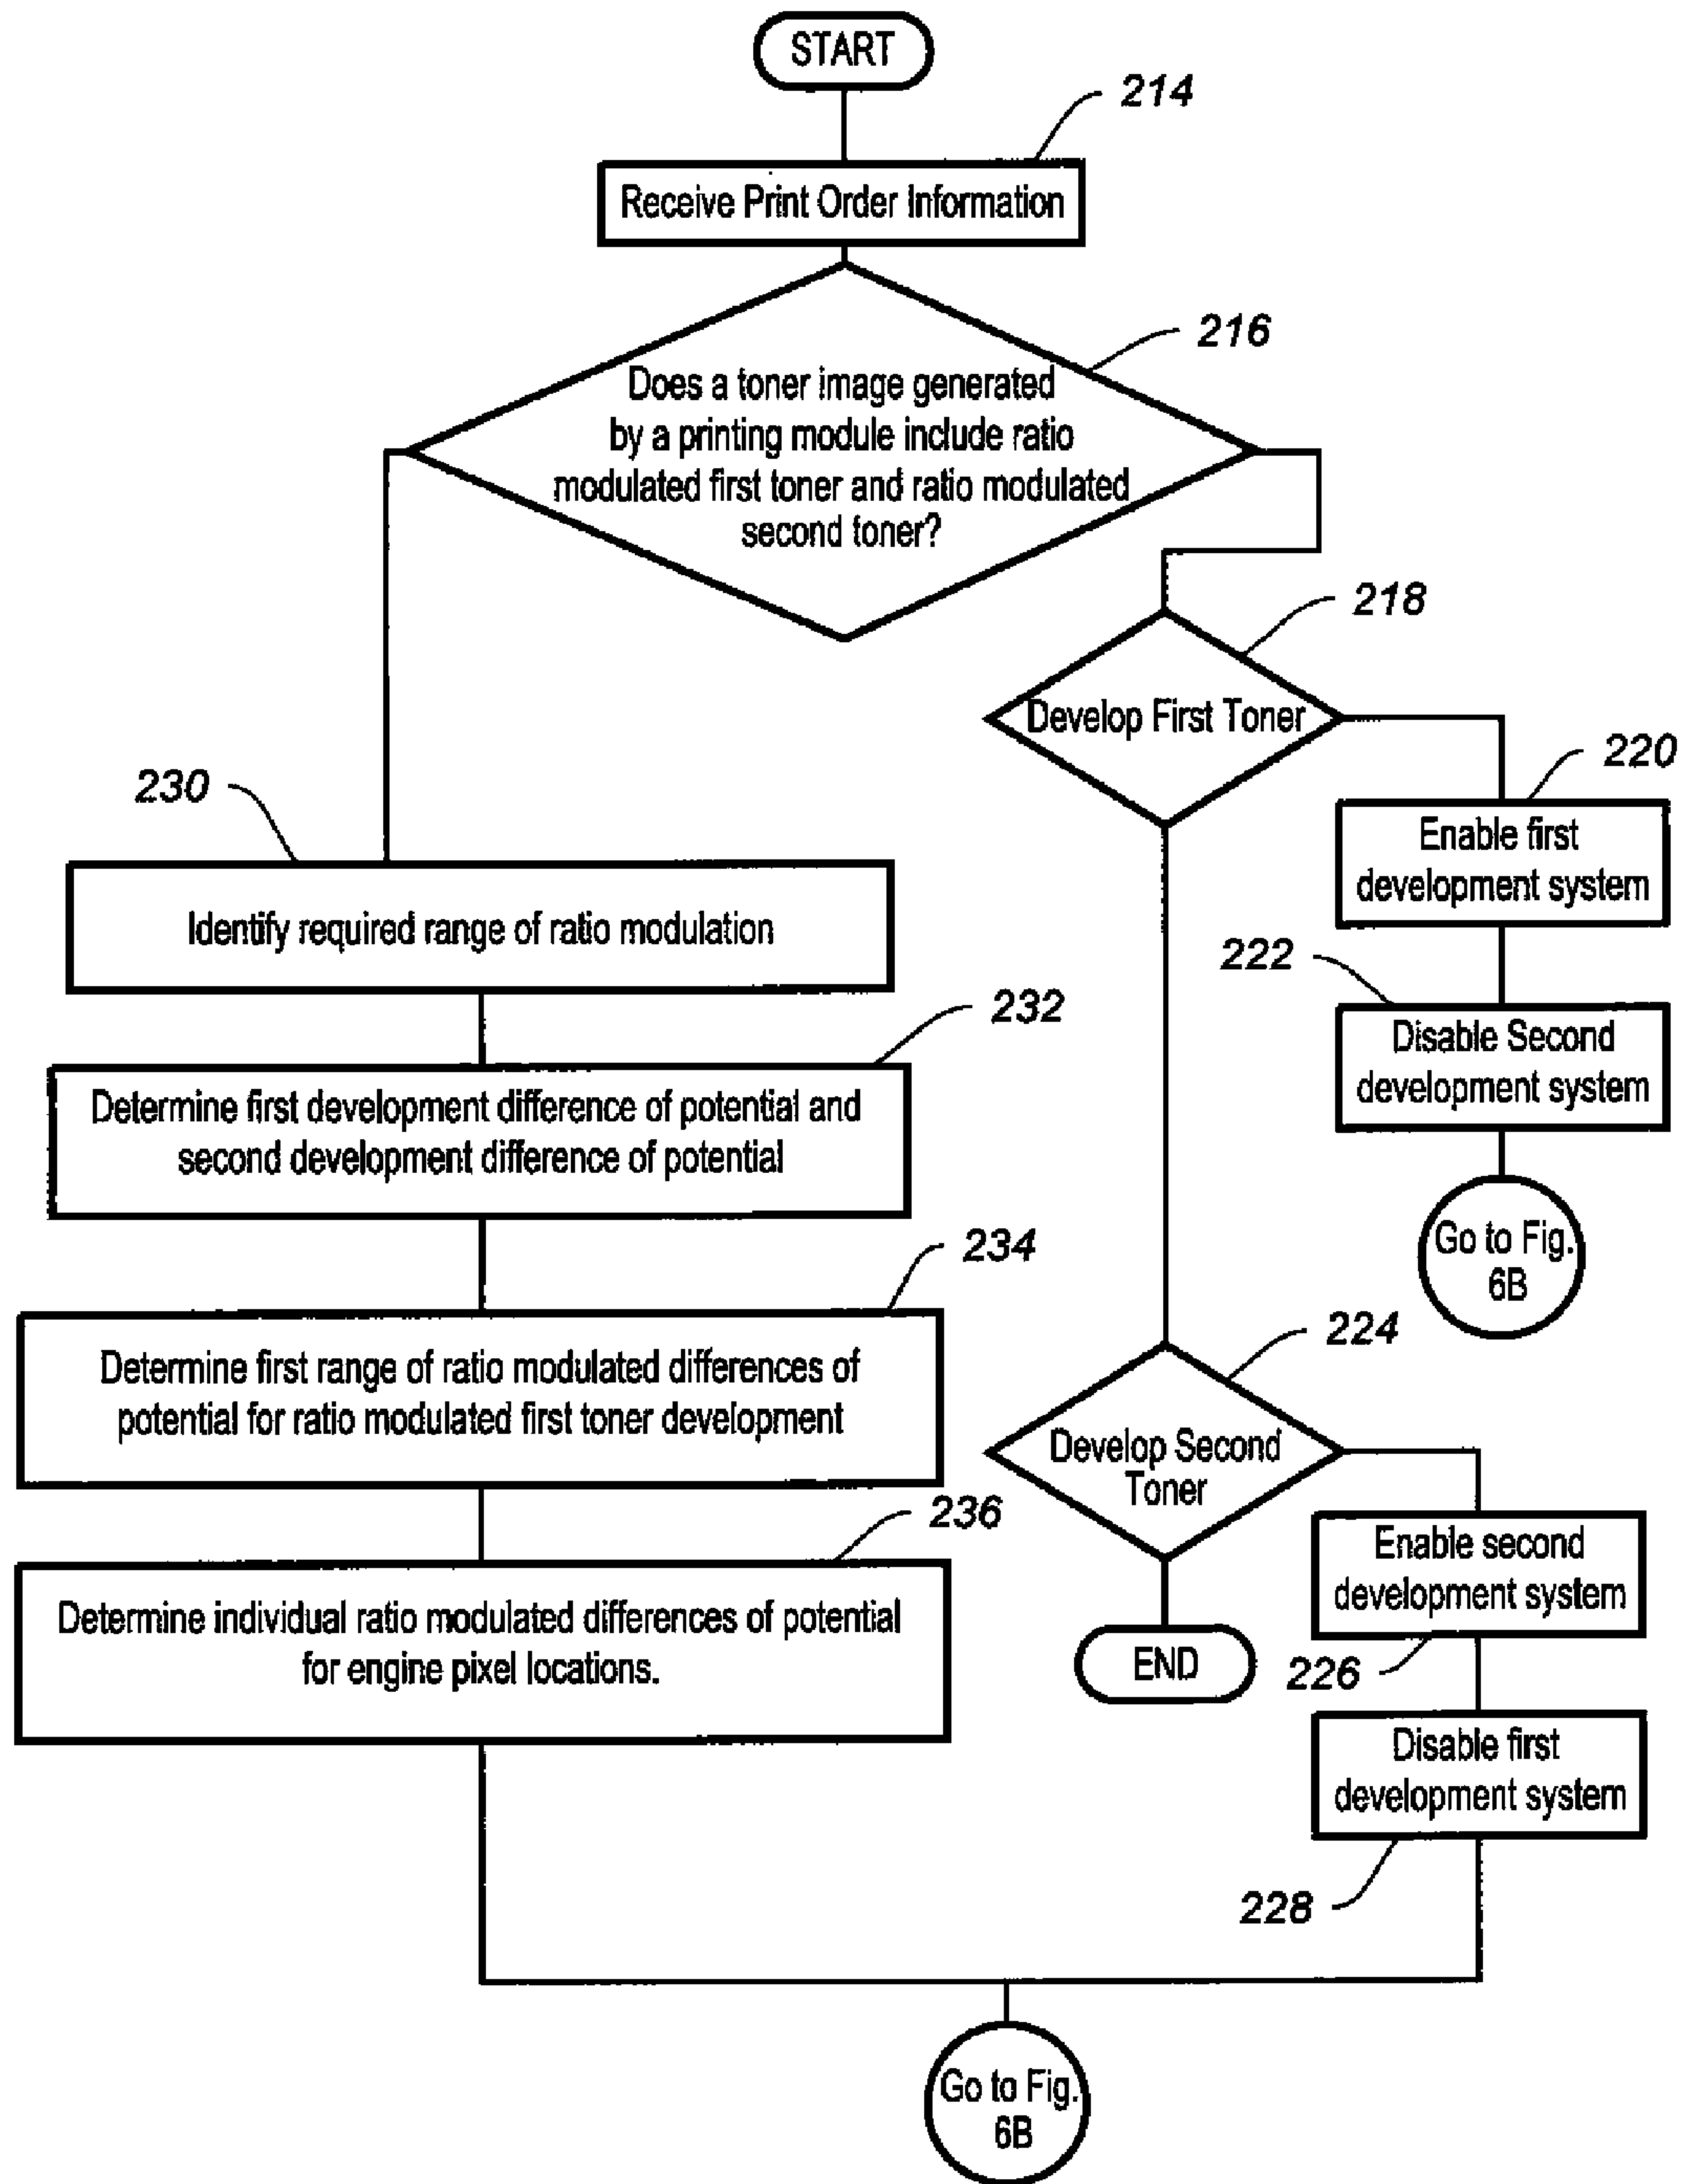 START
214
Receive Print Order Information
216
Does a toner image generated
by a printing module include ratio
modulated first toner and ratio modulated
second toner?
218
Develop First Toner
220
Enable first
development system
222
Disable Second
development system
Go to Fig.
6B
230
Identify required range of ratio modulation
232
Determine first development difference of potential and
second development difference of potential
234
Determine first range of ratio modulated differences of
potential for ratio modulated first toner development
236
Determine individual ratio modulated differences of potential
for engine pixel locations.
224
Develop Second
Toner
END
Enable second
development system
226
Disable first
development system
228
Go to Fig.
6B